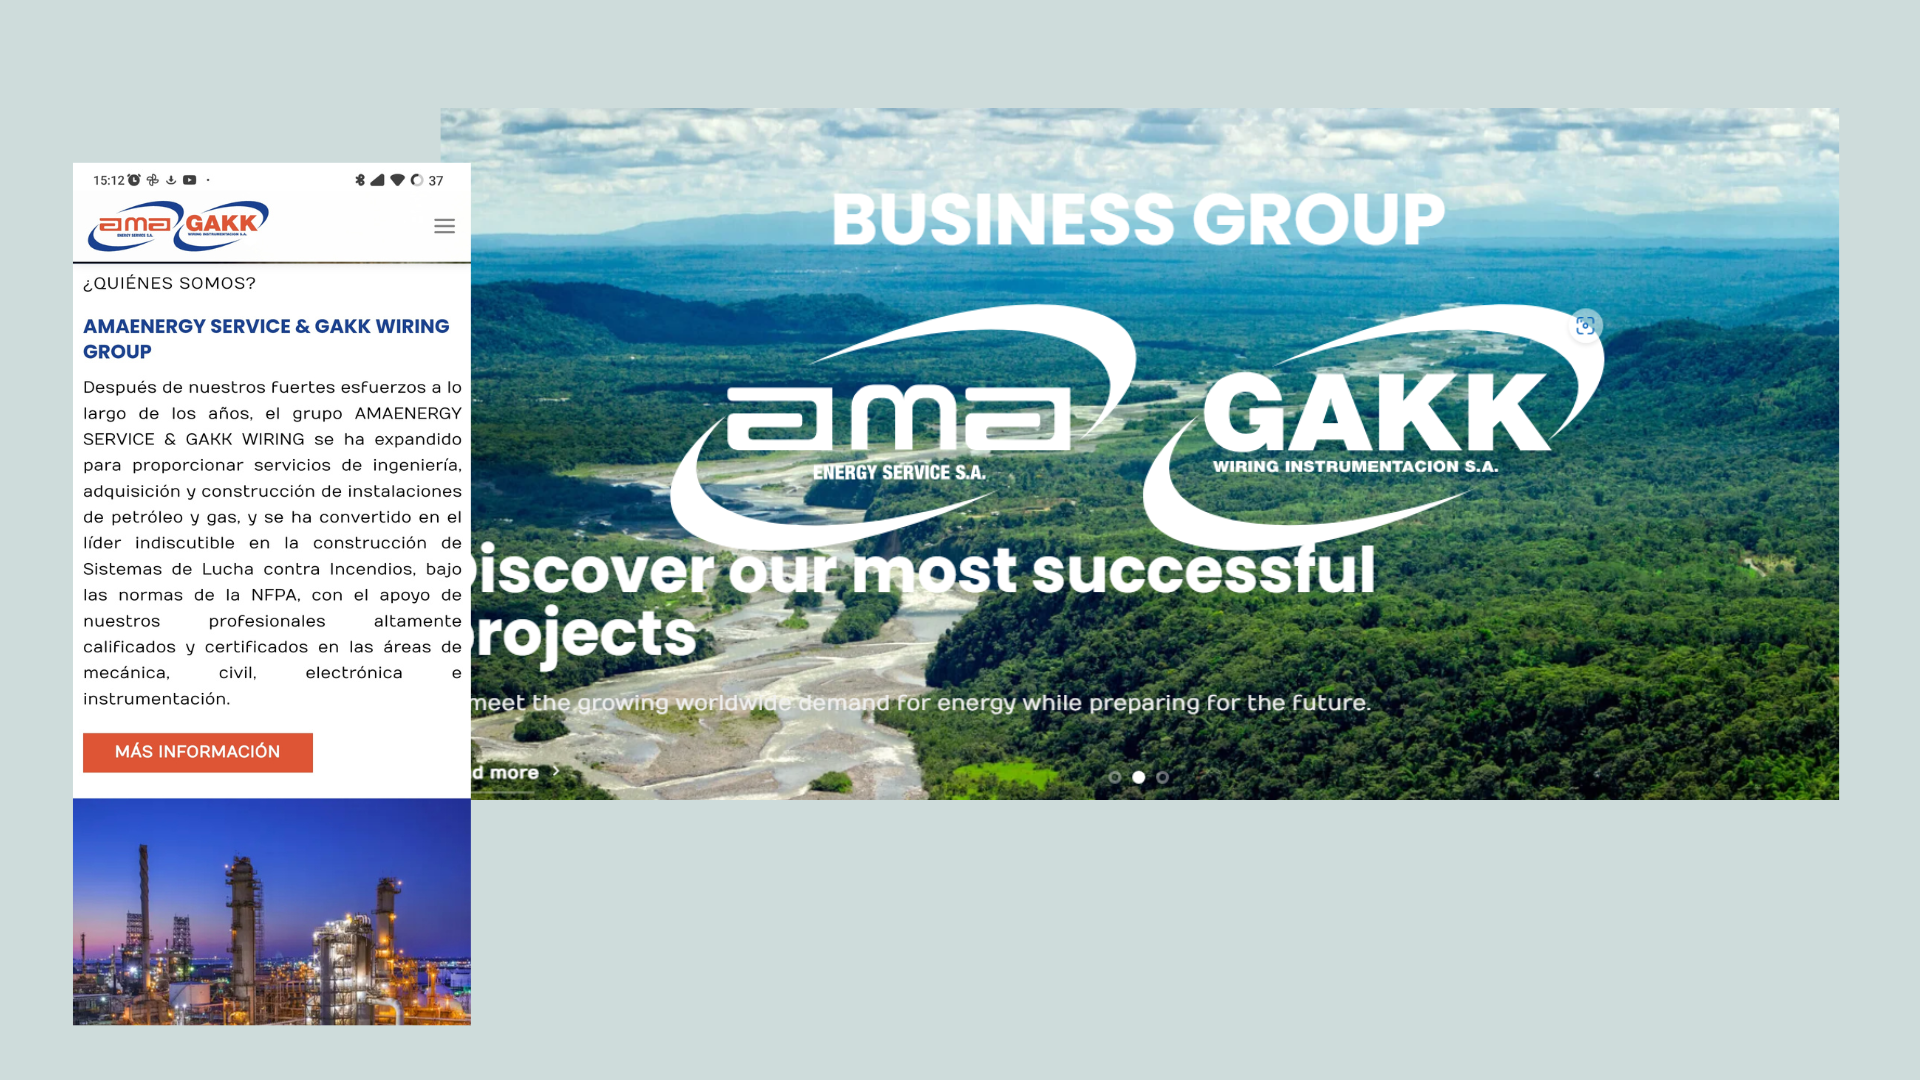 15:12
37
ama
ENERGY SERVICE S.A.
GAKK
WIRING INSTRUMENTACION S.A.
¿QUIÉNES SOMOS?
AMAENERGY SERVICE & GAKK WIRING
GROUP
Después de nuestros fuertes esfuerzos a lo
largo de los años, el grupo AMAENERGY
SERVICE & GAKK WIRING se ha expandido
para proporcionar servicios de ingeniería,
adquisición y construcción de instalaciones
de petróleo y gas, y se ha convertido en el
líder indiscutible en la construcción de
Sistemas de Lucha contra Incendios, bajo
las normas de la NFPA, con el apoyo de
nuestros profesionales altamente
calificados y certificados en las áreas de
mecánica, civil, electrónica e
instrumentación.
MÁS INFORMACIÓN
BUSINESS GROUP
ama
ENERGY SERVICE S.A.
GAKK
WIRING INSTRUMENTACION S.A.
Discover our most successful
projects
meet the growing worldwide demand for energy while preparing for the future.
d more